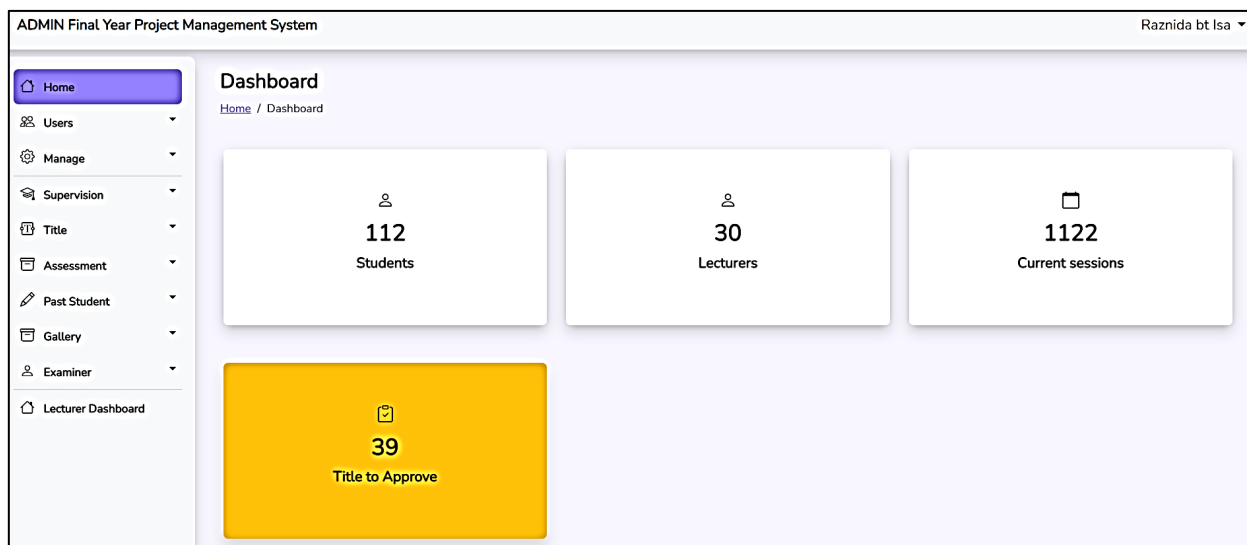 ADMIN Final Year Project Management System
Raznida bt Isa
Home
Users
Manage
Supervision
Title
Assessment
Past Student
Gallery
Examiner
Lecturer Dashboard
Dashboard
Home / Dashboard
112
Students
30
Lecturers
1122
Current sessions
39
Title to Approve